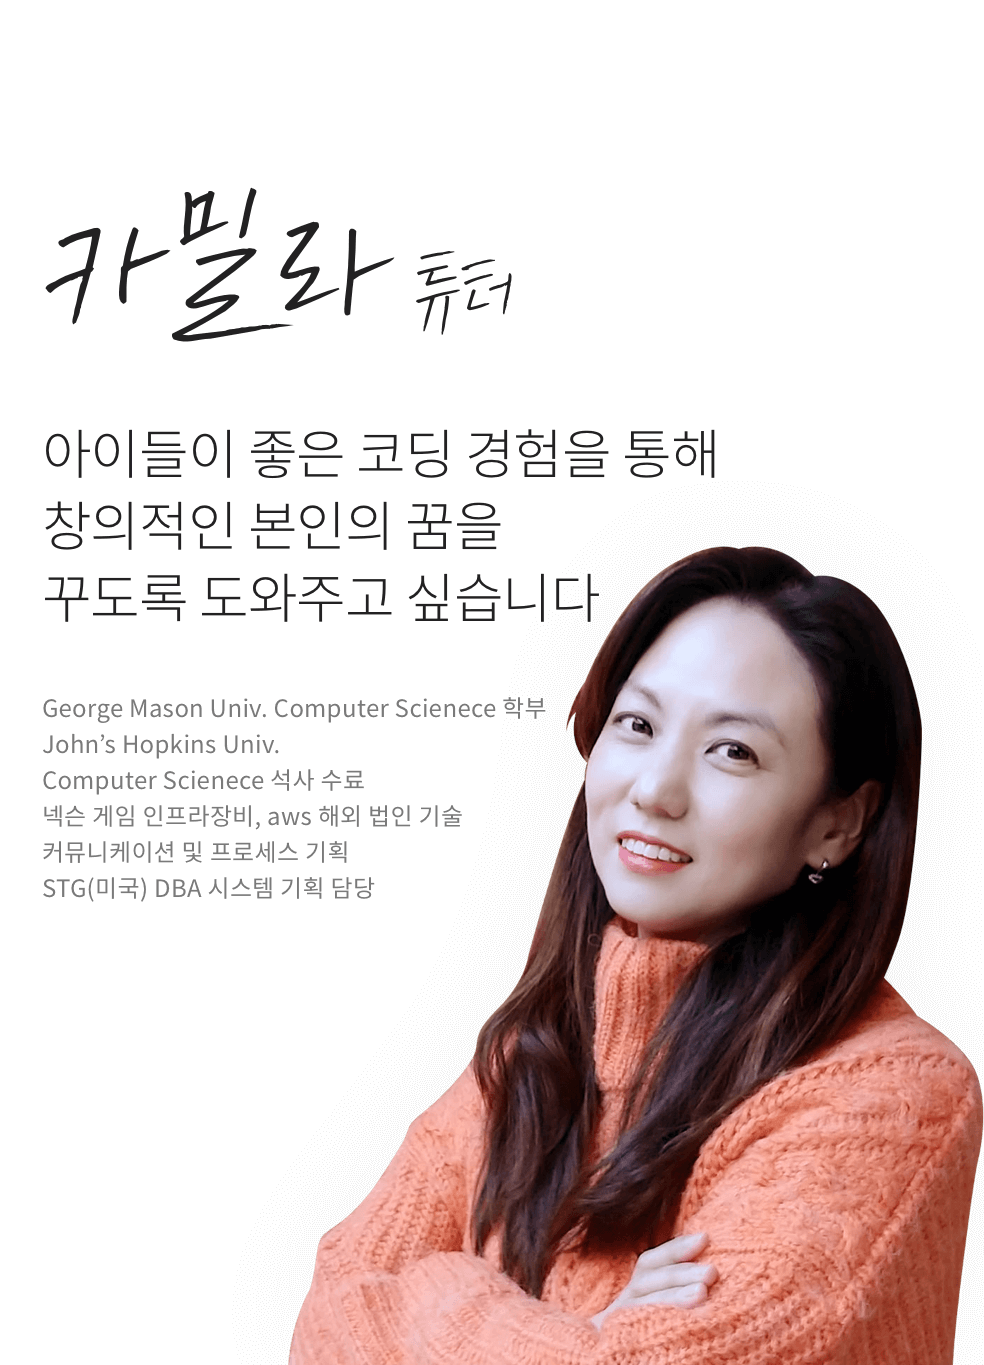 카밀라 튜터
아이들이 좋은 코딩 경험을 통해
창의적인 본인의 꿈을
꾸도록 도와주고 싶습니다
George Mason Univ. Computer Scienece 학부
John’s Hopkins Univ.
Computer Scienece 석사 수료
넥슨 게임 인프라장비, aws 해외 법인 기술
커뮤니케이션 및 프로세스 기획
STG(미국) DBA 시스템 기획 담당